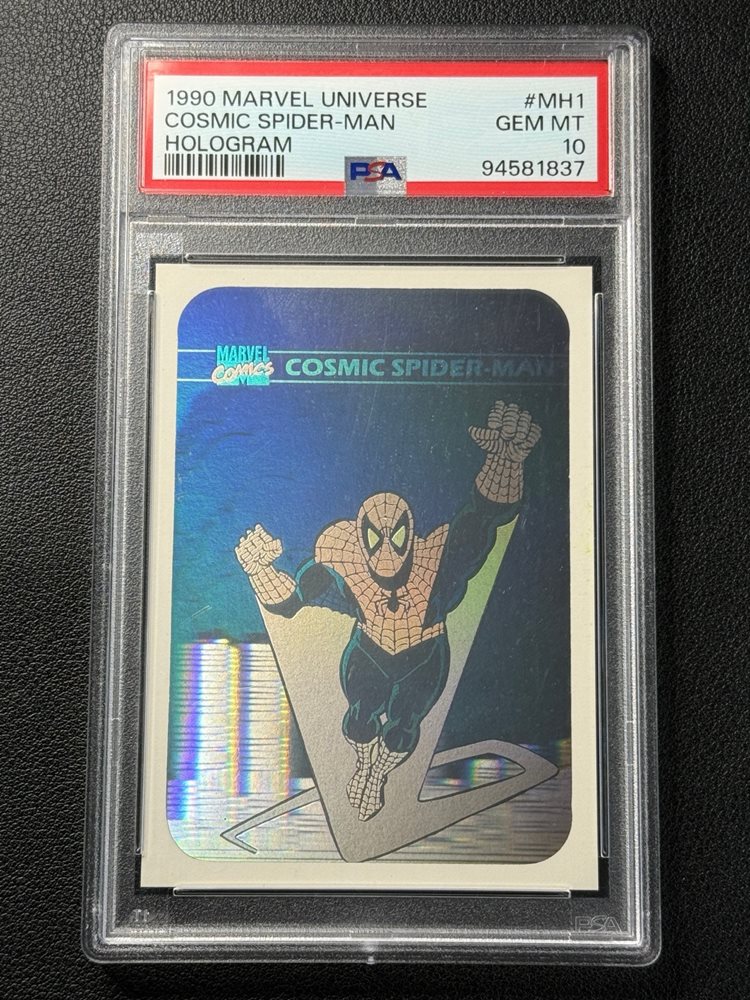 1990 MARVEL UNIVERSE #MH1
COSMIC SPIDER-MAN GEM MT
HOLOGRAM 10
PSA 94581837
MARVEL
COMICS
COSMIC SPIDER-MAN
PSA